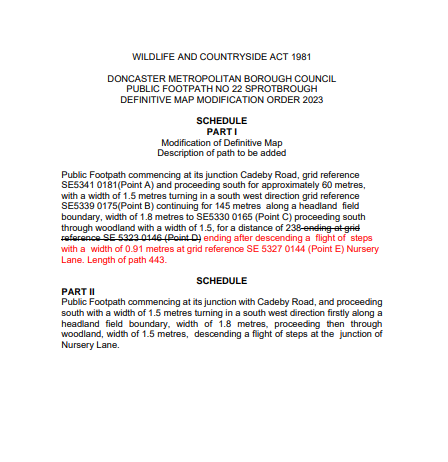 WILDLIFE AND COUNTRYSIDE ACT 1981
DONCASTER METROPOLITAN BOROUGH COUNCIL
PUBLIC FOOTPATH NO 22 SPROTBROUGH
DEFINITIVE MAP MODIFICATION ORDER 2023
SCHEDULE
PART I
Modification of Definitive Map
Description of path to be added
Public Footpath commencing at its junction Cadeby Road, grid reference
SE5341 0181(Point A) and proceeding south for approximately 60 metres,
with a width of 1.5 metres turning in a south west direction grid reference
SE5339 0175(Point B) continuing for 145 metres along a headland field
boundary, width of 1.8 metres to SE5330 0165 (Point C) proceeding south
through woodland with a width of 1.5, for a distance of 238 ending at grid
reference SE 5323 0146 (Point D) ending after descending a flight of steps
with a width of 0.91 metres at grid reference SE 5327 0144 (Point E) Nursery
Lane. Length of path 443.
SCHEDULE
PART II
Public Footpath commencing at its junction with Cadeby Road, and proceeding
south with a width of 1.5 metres turning in a south west direction firstly along a
headland field boundary, width of 1.8 metres, proceeding then through
woodland, width of 1.5 metres, descending a flight of steps at the junction of
Nursery Lane.